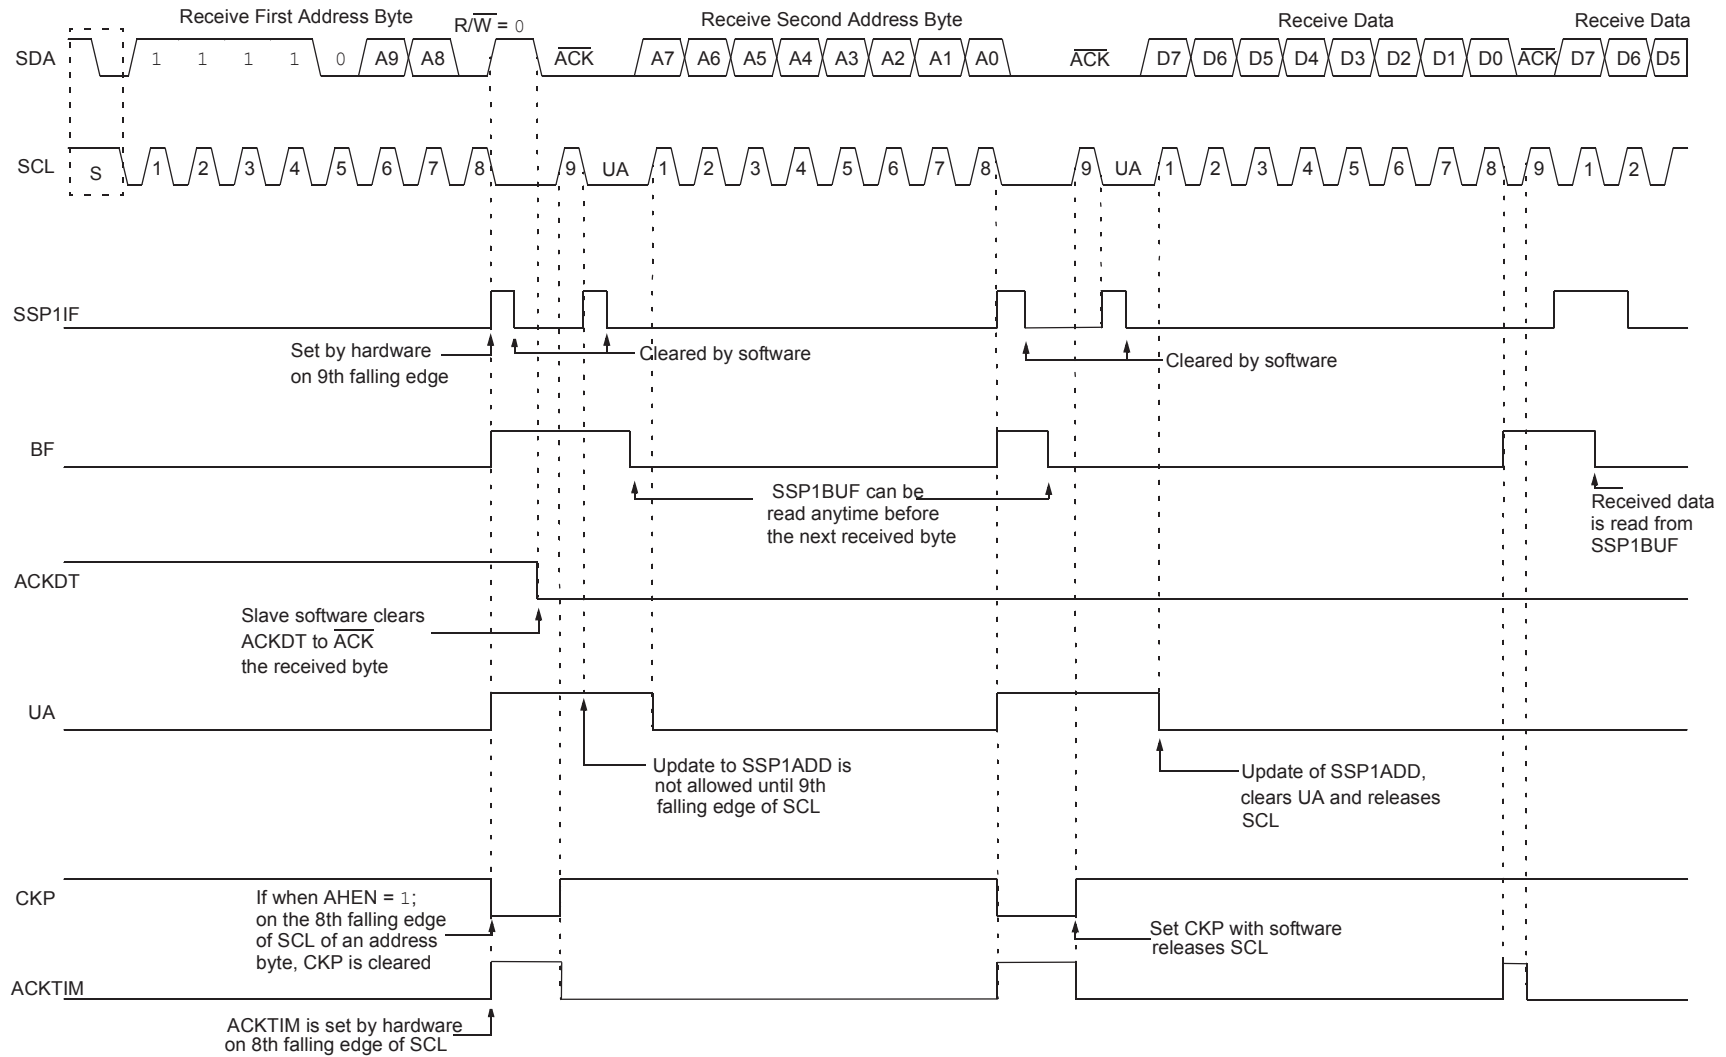 Receive First Address Byte
R/W = 0
Receive Second Address Byte
Receive Data
Receive Data
SDA
1 1 1 1 0 A9 A8
ACK
A7 A6 A5 A4 A3 A2 A1 A0
ACK
D7 D6 D5 D4 D3 D2 D1 D0
ACK
D7 D6 D5
SCL
S
1 2 3 4 5 6 7 8
9
UA
1 2 3 4 5 6 7 8
9
UA
1 2 3 4 5 6 7 8
9
1 2
SSP1IF
Set by hardware
on 9th falling edge
Cleared by software
Cleared by software
BF
SSP1BUF can be
read anytime before
the next received byte
Received data
is read from
SSP1BUF
ACKDT
Slave software clears
ACKDT to ACK
the received byte
UA
Update to SSP1ADD is
not allowed until 9th
falling edge of SCL
Update of SSP1ADD,
clears UA and releases
SCL
CKP
If when AHEN = 1;
on the 8th falling edge
of SCL of an address
byte, CKP is cleared
Set CKP with software
releases SCL
ACKTIM
ACKTIM is set by hardware
on 8th falling edge of SCL